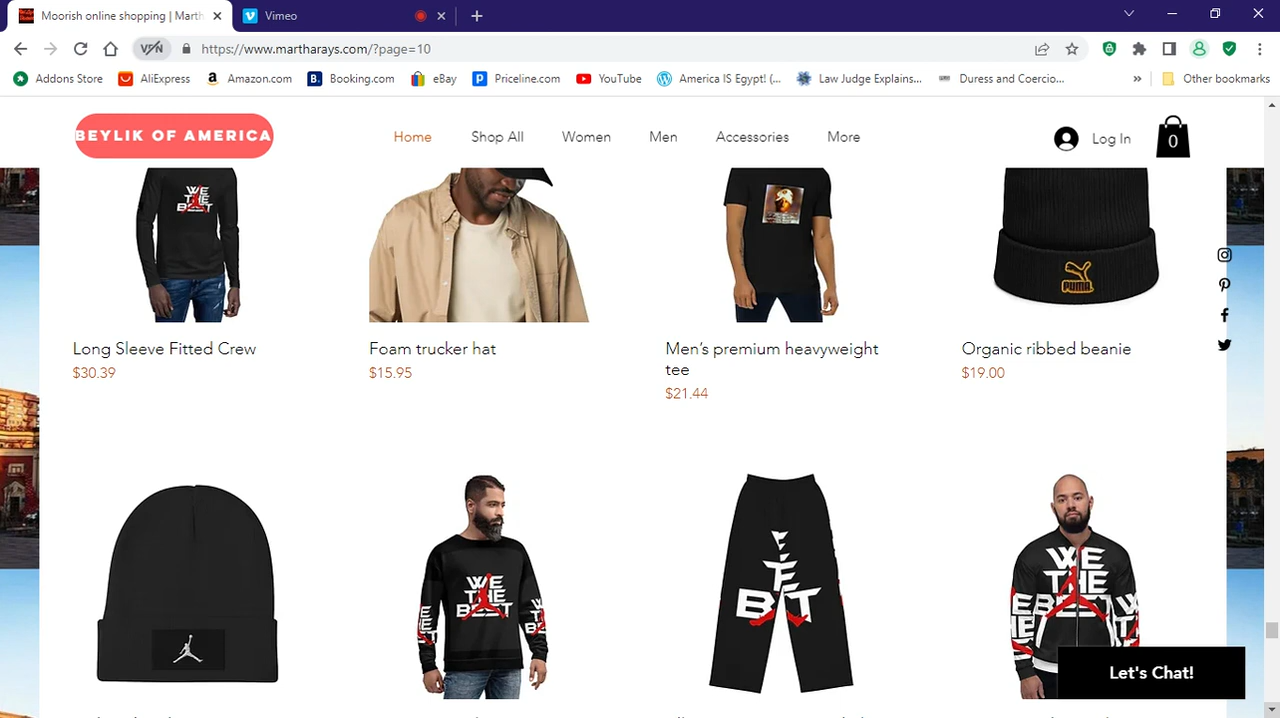 Moorish online shopping | Marth
Vimeo
VPN
https://www.martharays.com/?page=10
Addons Store
AliExpress
Amazon.com
Booking.com
eBay
Priceline.com
YouTube
America IS Egypt! (...
Law Judge Explains...
Duress and Coercio...
Other bookmarks
BEYLIK OF AMERICA
Home
Shop All
Women
Men
Accessories
More
Log In
0
WE
THE
BEST
PUMA
Long Sleeve Fitted Crew
$30.39
Foam trucker hat
$15.95
Men's premium heavyweight
tee
$21.44
Organic ribbed beanie
$19.00
WE
THE
BEST
WE
THE
BEST
Let's Chat!